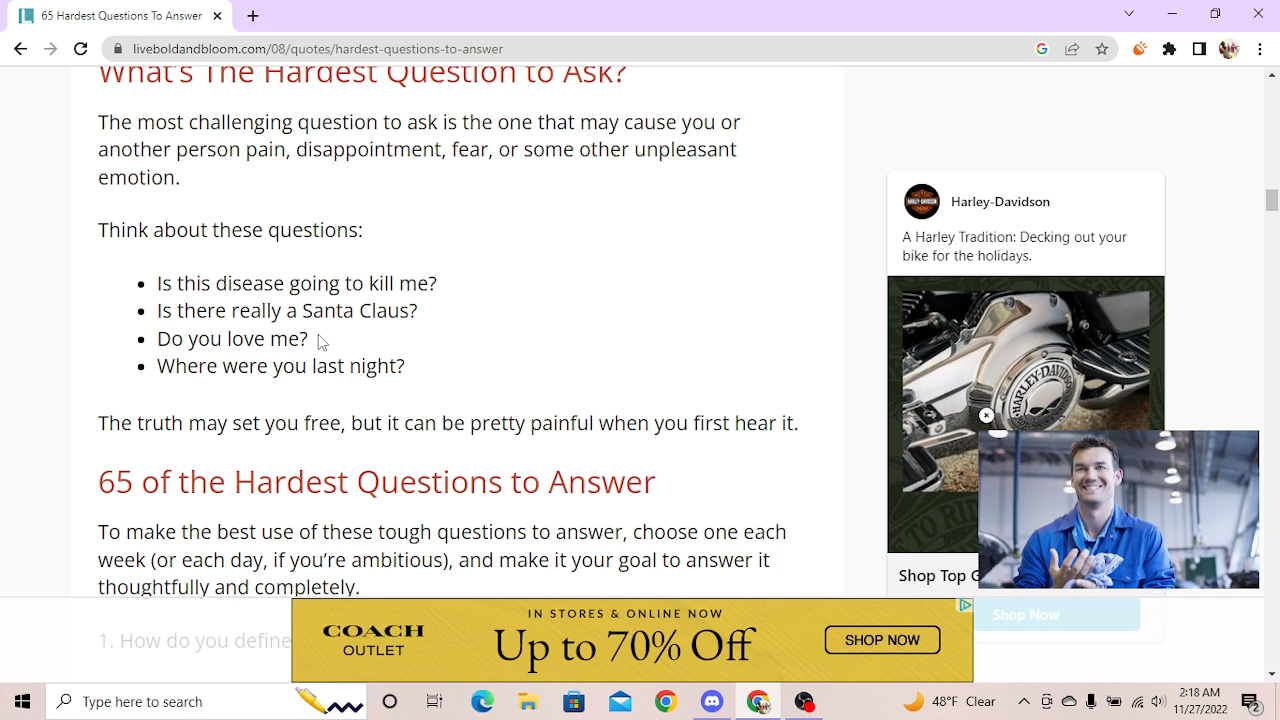 65 Hardest Questions To Answer
liveboldandbloom.com/08/quotes/hardest-questions-to-answer
What's The Hardest Question to Ask?
The most challenging question to ask is the one that may cause you or
another person pain, disappointment, fear, or some other unpleasant
emotion.
Think about these questions:
Is this disease going to kill me?
Is there really a Santa Claus?
Do you love me?
Where were you last night?
The truth may set you free, but it can be pretty painful when you first hear it.
65 of the Hardest Questions to Answer
To make the best use of these tough questions to answer, choose one each
week (or each day, if you’re ambitious), and make it your goal to answer it
thoughtfully and completely.
1. How do you define
Harley-Davidson
A Harley Tradition: Decking out your
bike for the holidays.
HARLEY-DAVIDSON
Shop Top
Shop Now
IN STORES & ONLINE NOW
COACH
OUTLET
Up to 70% Off
SHOP NOW
Type here to search
48°F Clear
2:18 AM
11/27/2022
2